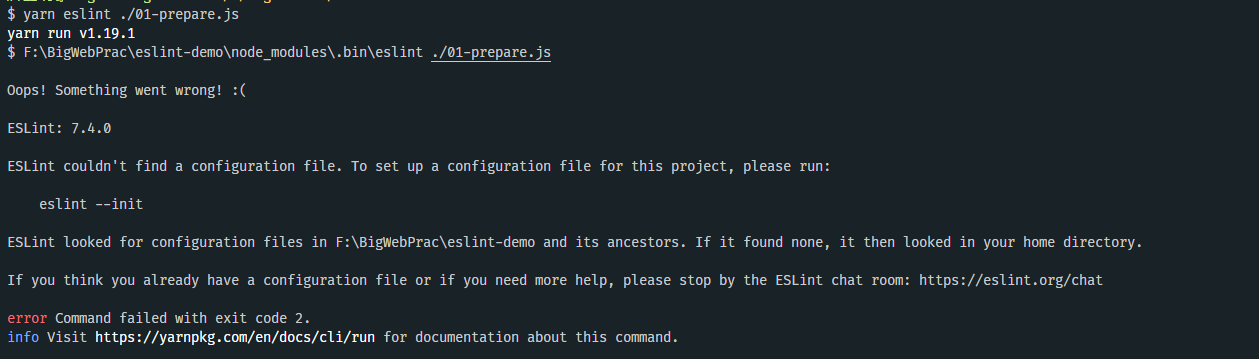 $ yarn eslint ./01-prepare.js
yarn run v1.19.1
$ F:\BigWebPrac\eslint-demo\node_modules\.bin\eslint ./01-prepare.js
Oops! Something went wrong! :(
ESLint: 7.4.0
ESLint couldn't find a configuration file. To set up a configuration file for this project, please run:
eslint --init
ESLint looked for configuration files in F:\BigWebPrac\eslint-demo and its ancestors. If it found none, it then looked in your home directory.
If you think you already have a configuration file or if you need more help, please stop by the ESLint chat room: https://eslint.org/chat
error Command failed with exit code 2.
info Visit https://yarnpkg.com/en/docs/cli/run for documentation about this command.